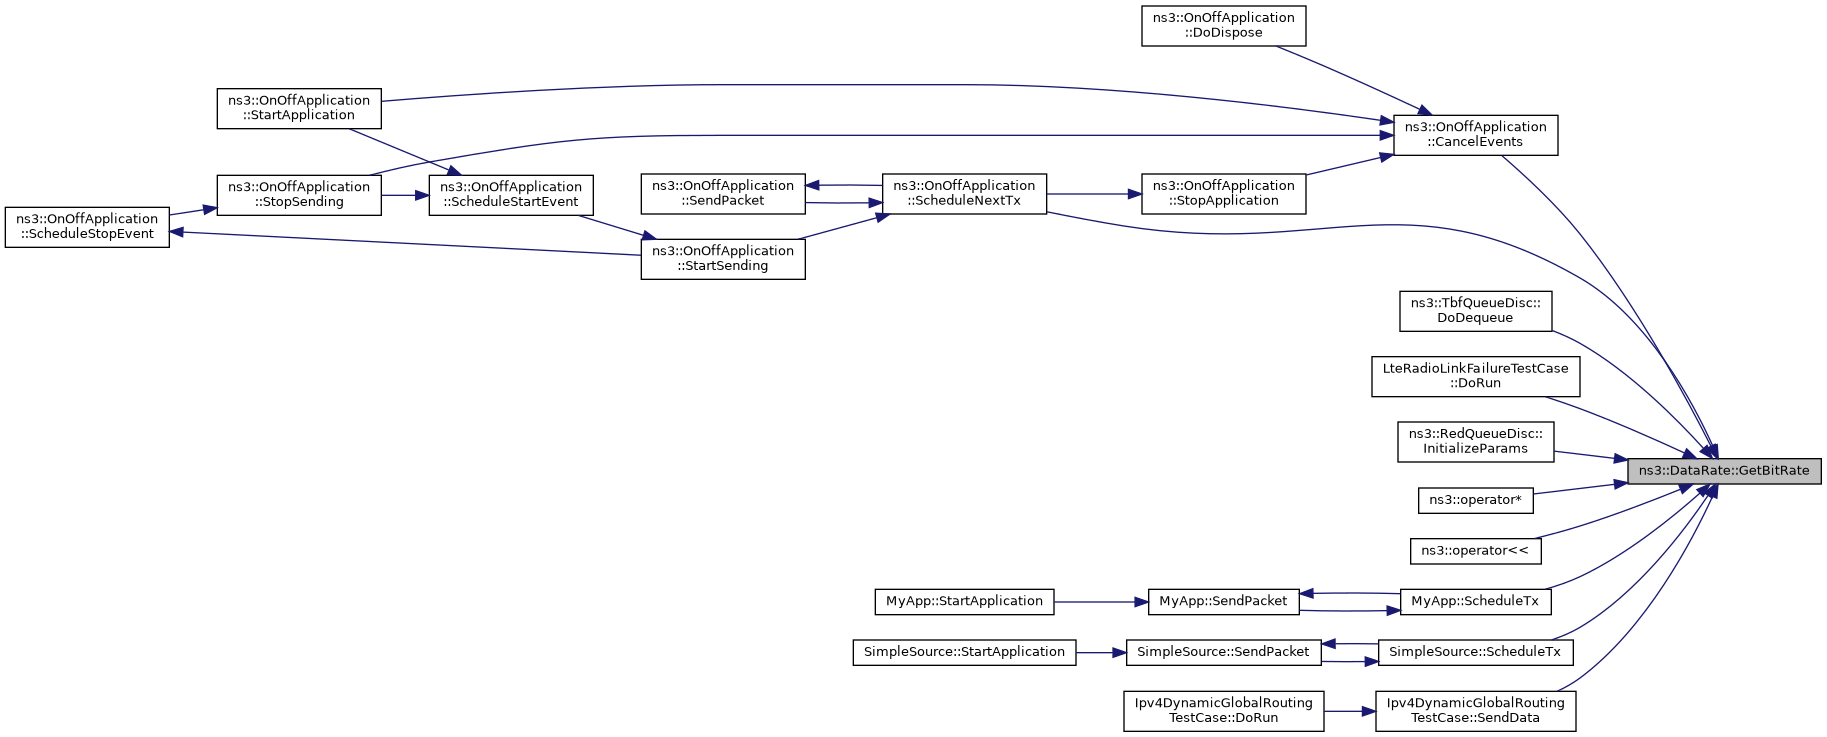 ns3::OnOffApplication
::DoDispose
ns3::OnOffApplication
::StartApplication
ns3::OnOffApplication
::CancelEvents
ns3::OnOffApplication
::StopSending
ns3::OnOffApplication
::ScheduleStartEvent
ns3::OnOffApplication
::SendPacket
ns3::OnOffApplication
::ScheduleNextTx
ns3::OnOffApplication
::StopApplication
ns3::OnOffApplication
::ScheduleStopEvent
ns3::OnOffApplication
::StartSending
ns3::TbfQueueDisc::
DoDequeue
LteRadioLinkFailureTestCase
::DoRun
ns3::RedQueueDisc::
InitializeParams
ns3::DataRate::GetBitRate
ns3::operator*
ns3::operator<<
MyApp::StartApplication
MyApp::SendPacket
MyApp::ScheduleTx
SimpleSource::StartApplication
SimpleSource::SendPacket
SimpleSource::ScheduleTx
Ipv4DynamicGlobalRouting
TestCase::DoRun
Ipv4DynamicGlobalRouting
TestCase::SendData